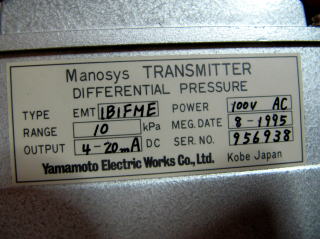 Manosys TRANSMITTER
DIFFERENTIAL PRESSURE
TYPE EMT 1B1FME POWER 100V AC
RANGE 10 kPa MEG.DATE 8-1995
OUTPUT 4-20mA DC SER.NO. 956938
Yamamoto Electric Works Co., Ltd. Kobe Japan